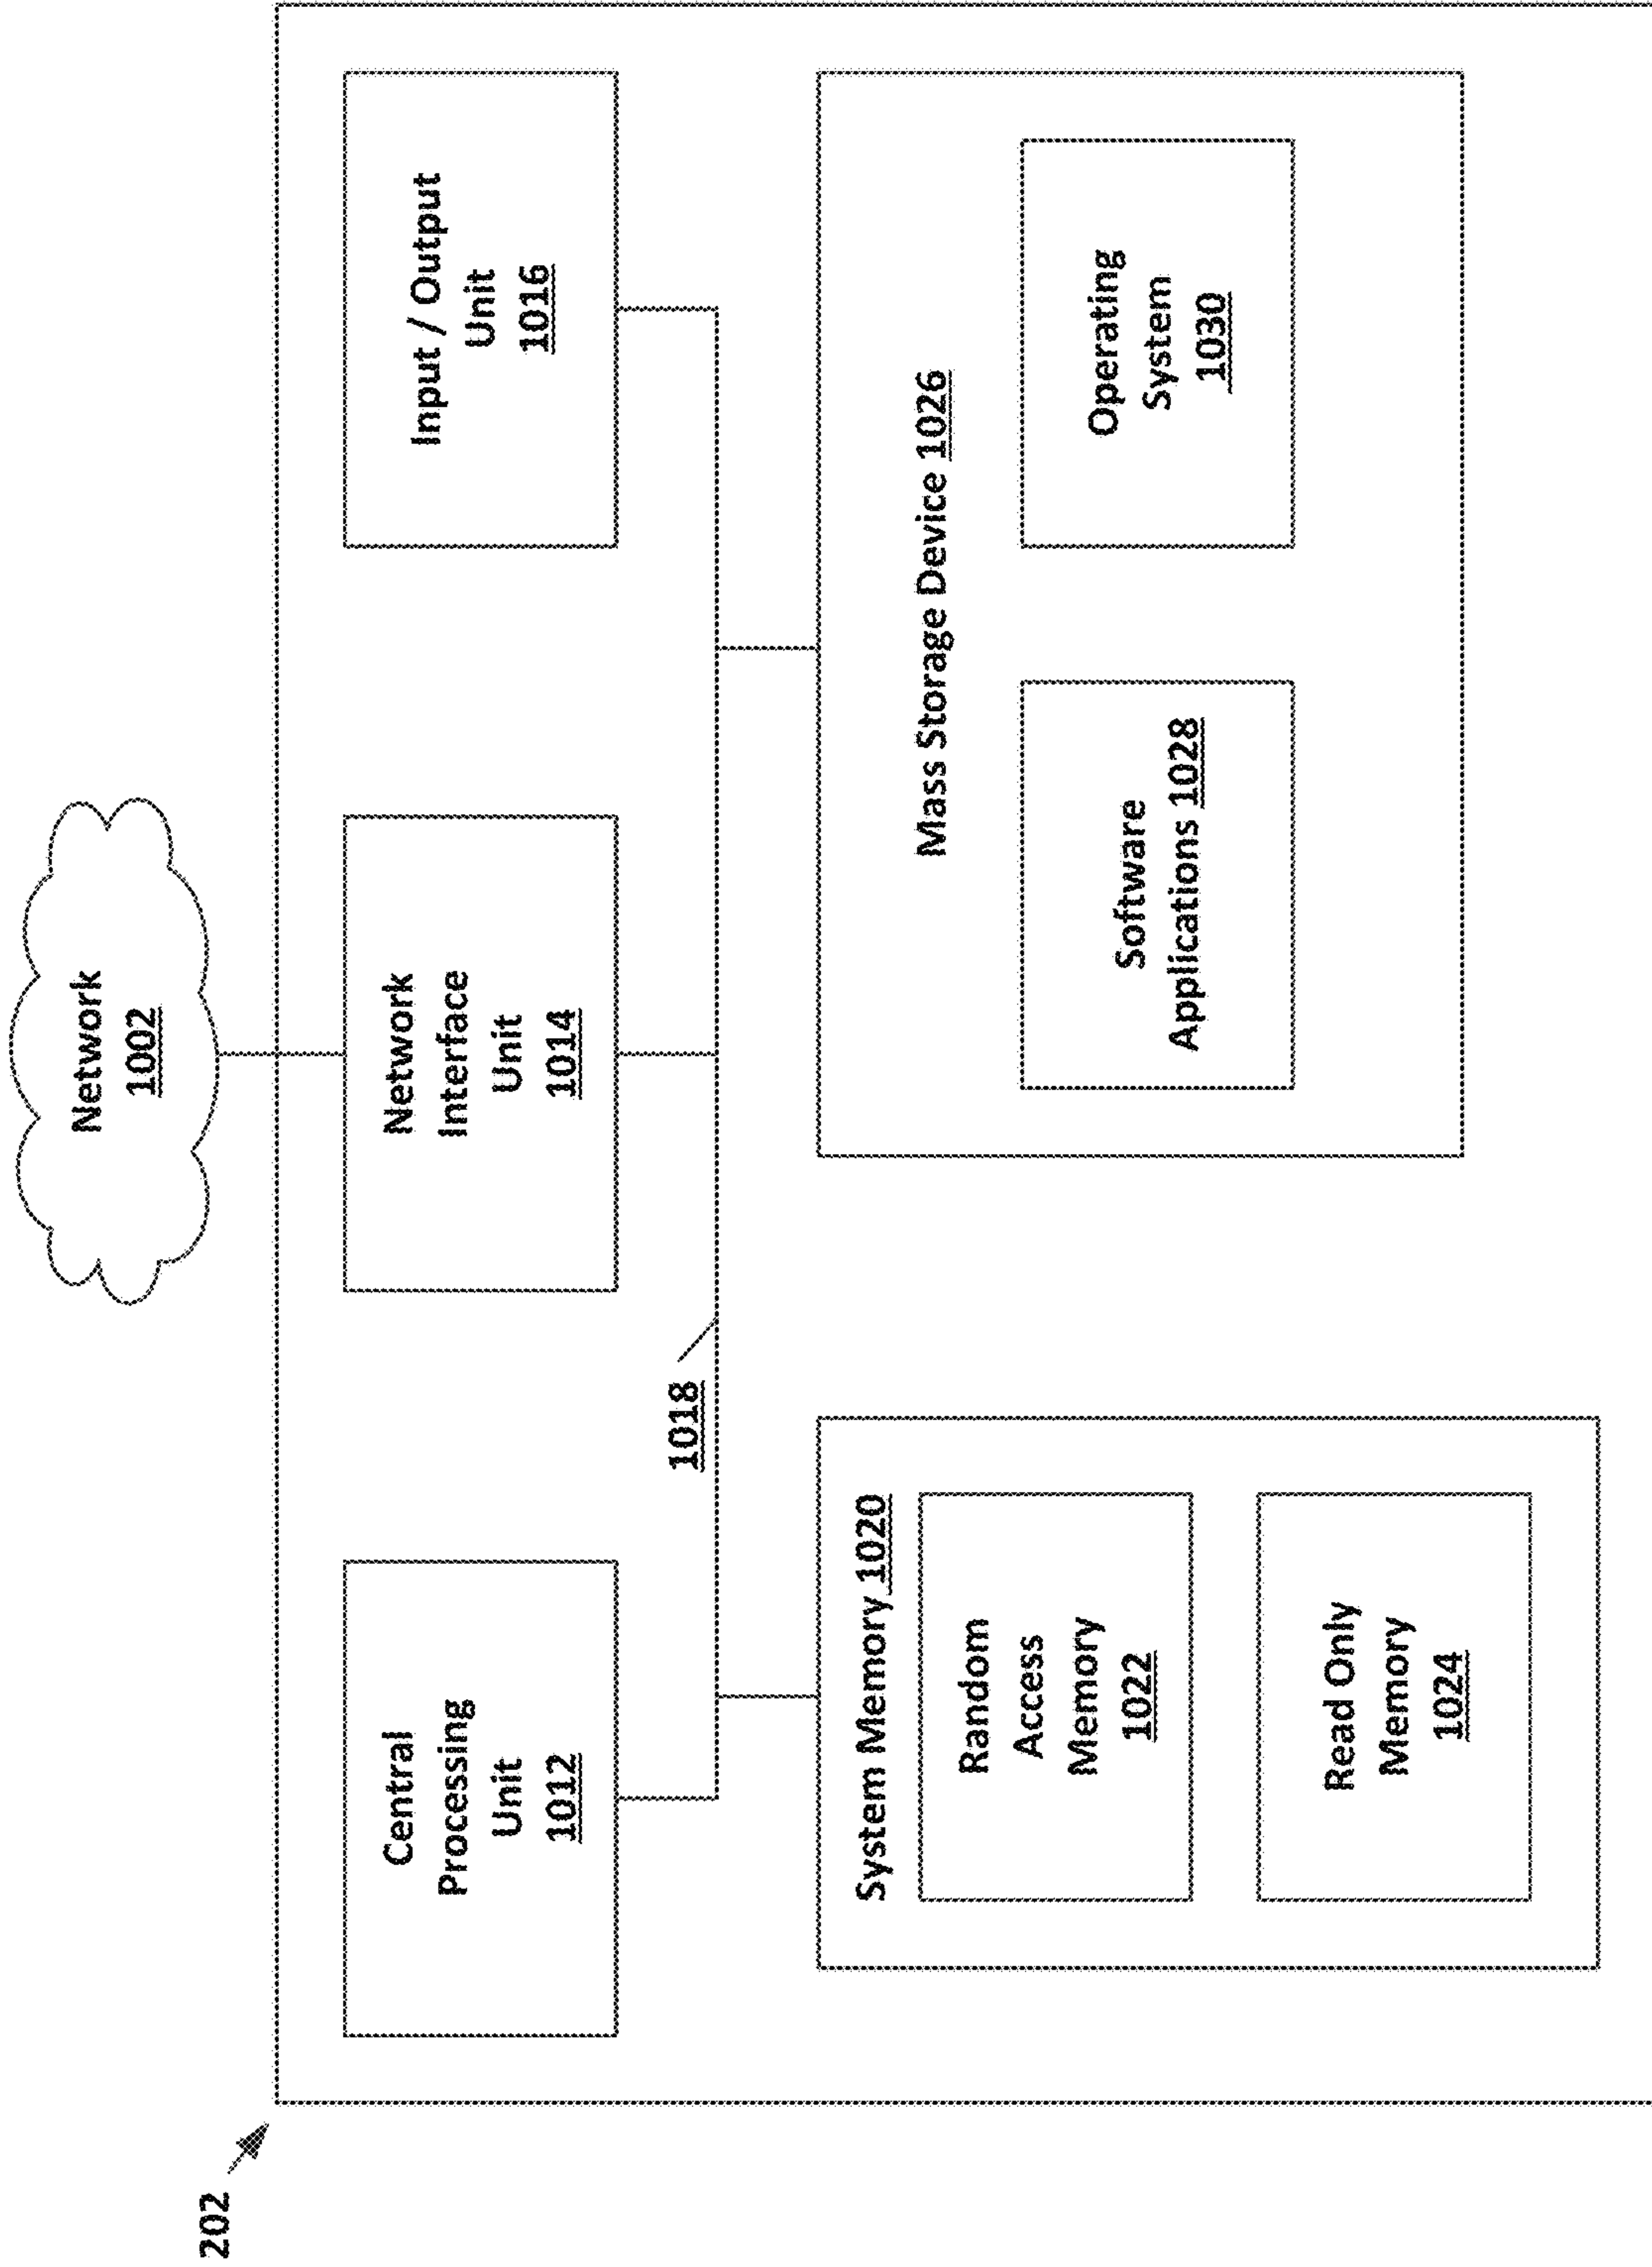 202
Network
1002
Central
Processing
Unit
1012
Network
Interface
Unit
1014
Input / Output
Unit
1016
1018
System Memory 1020
Random
Access
Memory
1022
Read Only
Memory
1024
Mass Storage Device 1026
Software
Applications 1028
Operating
System
1030